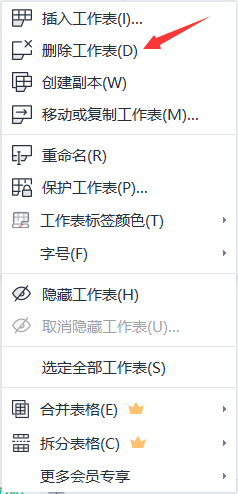 插入工作表(I)...
删除工作表(D)
创建副本(W)
移动或复制工作表(M)...
重命名(R)
保护工作表(P)...
工作表标签颜色(T)
字号(F)
隐藏工作表(H)
取消隐藏工作表(U)...
选定全部工作表(S)
合并表格(E)
拆分表格(C)
更多会员专享